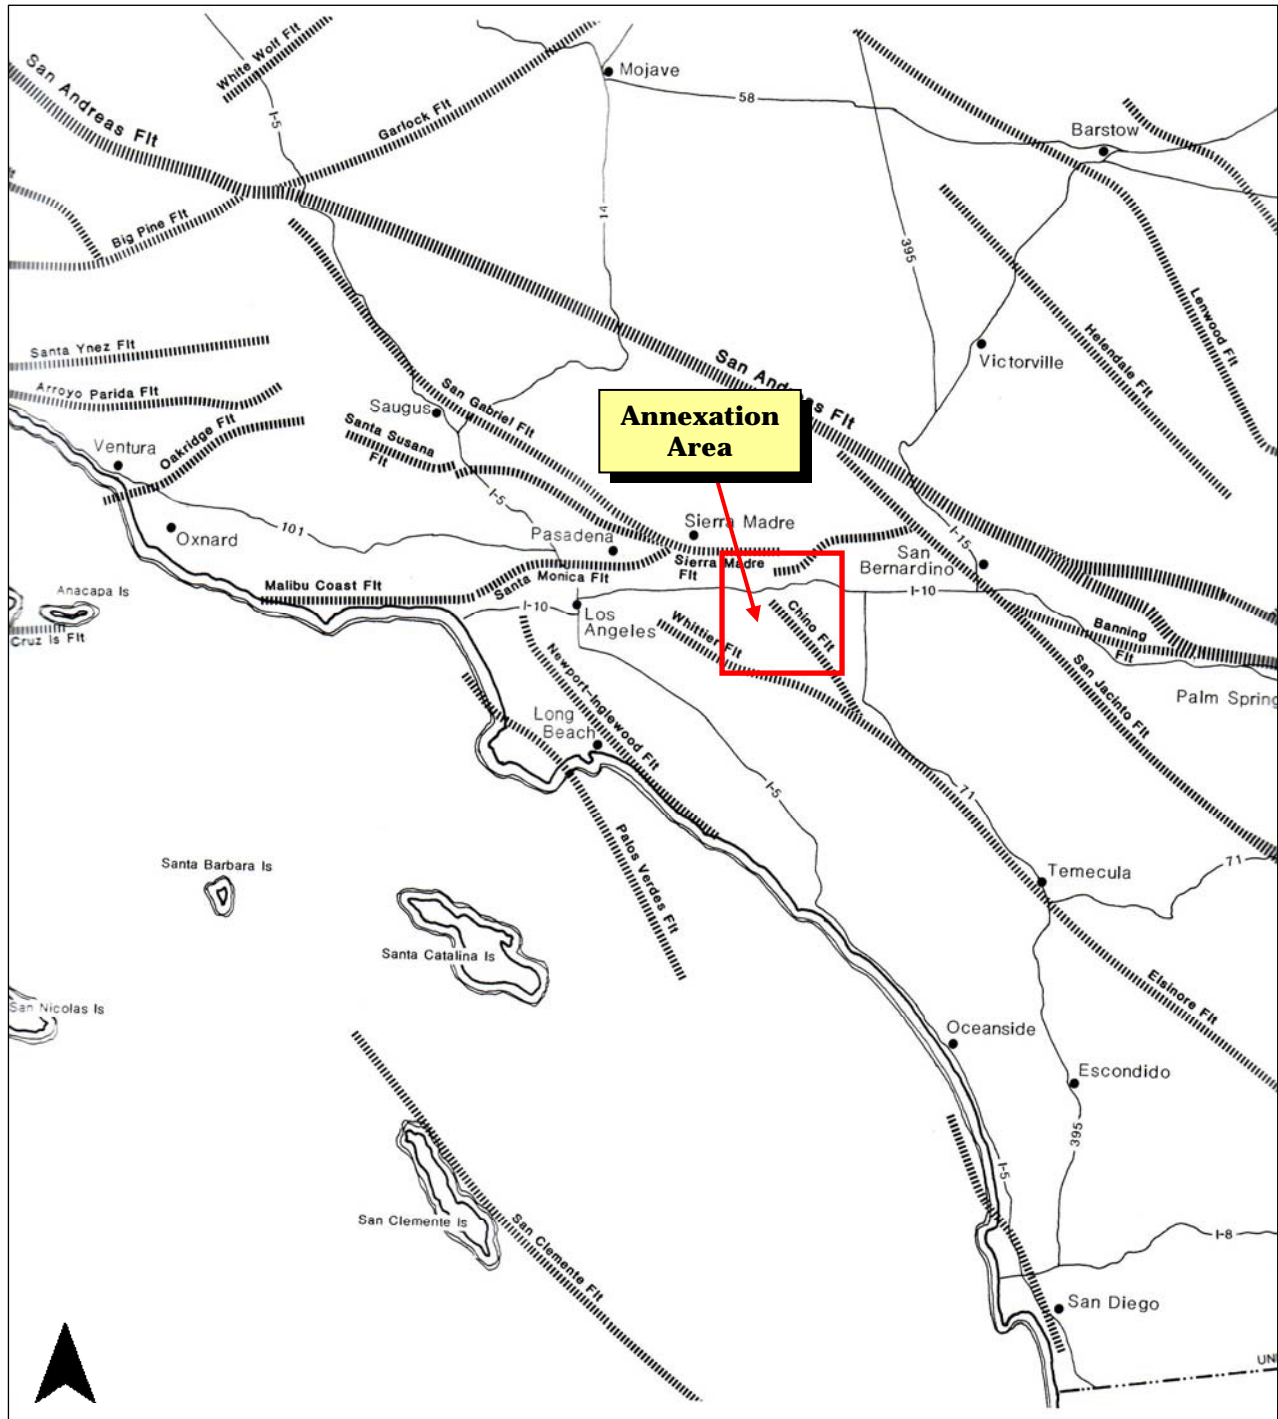 White Wolf Flt
San Andreas Flt
I-5
Garlock Flt
Mojave
58
Barstow
14
395
Big Pine Flt
Lenwood Flt
Helendale Flt
Victorville
Santa Ynez Flt
Arroyo Parida Flt
San Andreas Flt
Annexation
Area
Saugus
San Gabriel Flt
Santa Susana
Flt
Oakridge Flt
Ventura
I-5
101
Oxnard
Pasadena
Sierra Madre
I-15
San
Bernardino
Sierra Madre
Flt
Santa Monica Flt
Malibu Coast Flt
Anacapa Is
Cruz Is Flt
I-10
I-10
Los
Angeles
Whittier Flt
Chino Flt
Banning
Flt
San Jacinto Flt
Palm Spring
Newport-Inglewood Flt
Long
Beach
I-5
71
Palos Verdes Flt
Temecula
71
Santa Barbara Is
Santa Catalina Is
Elsinore Flt
San Nicolas Is
Oceanside
Escondido
395
I-5
San Clemente Is
San Clemente Flt
I-8
San Diego
UNI